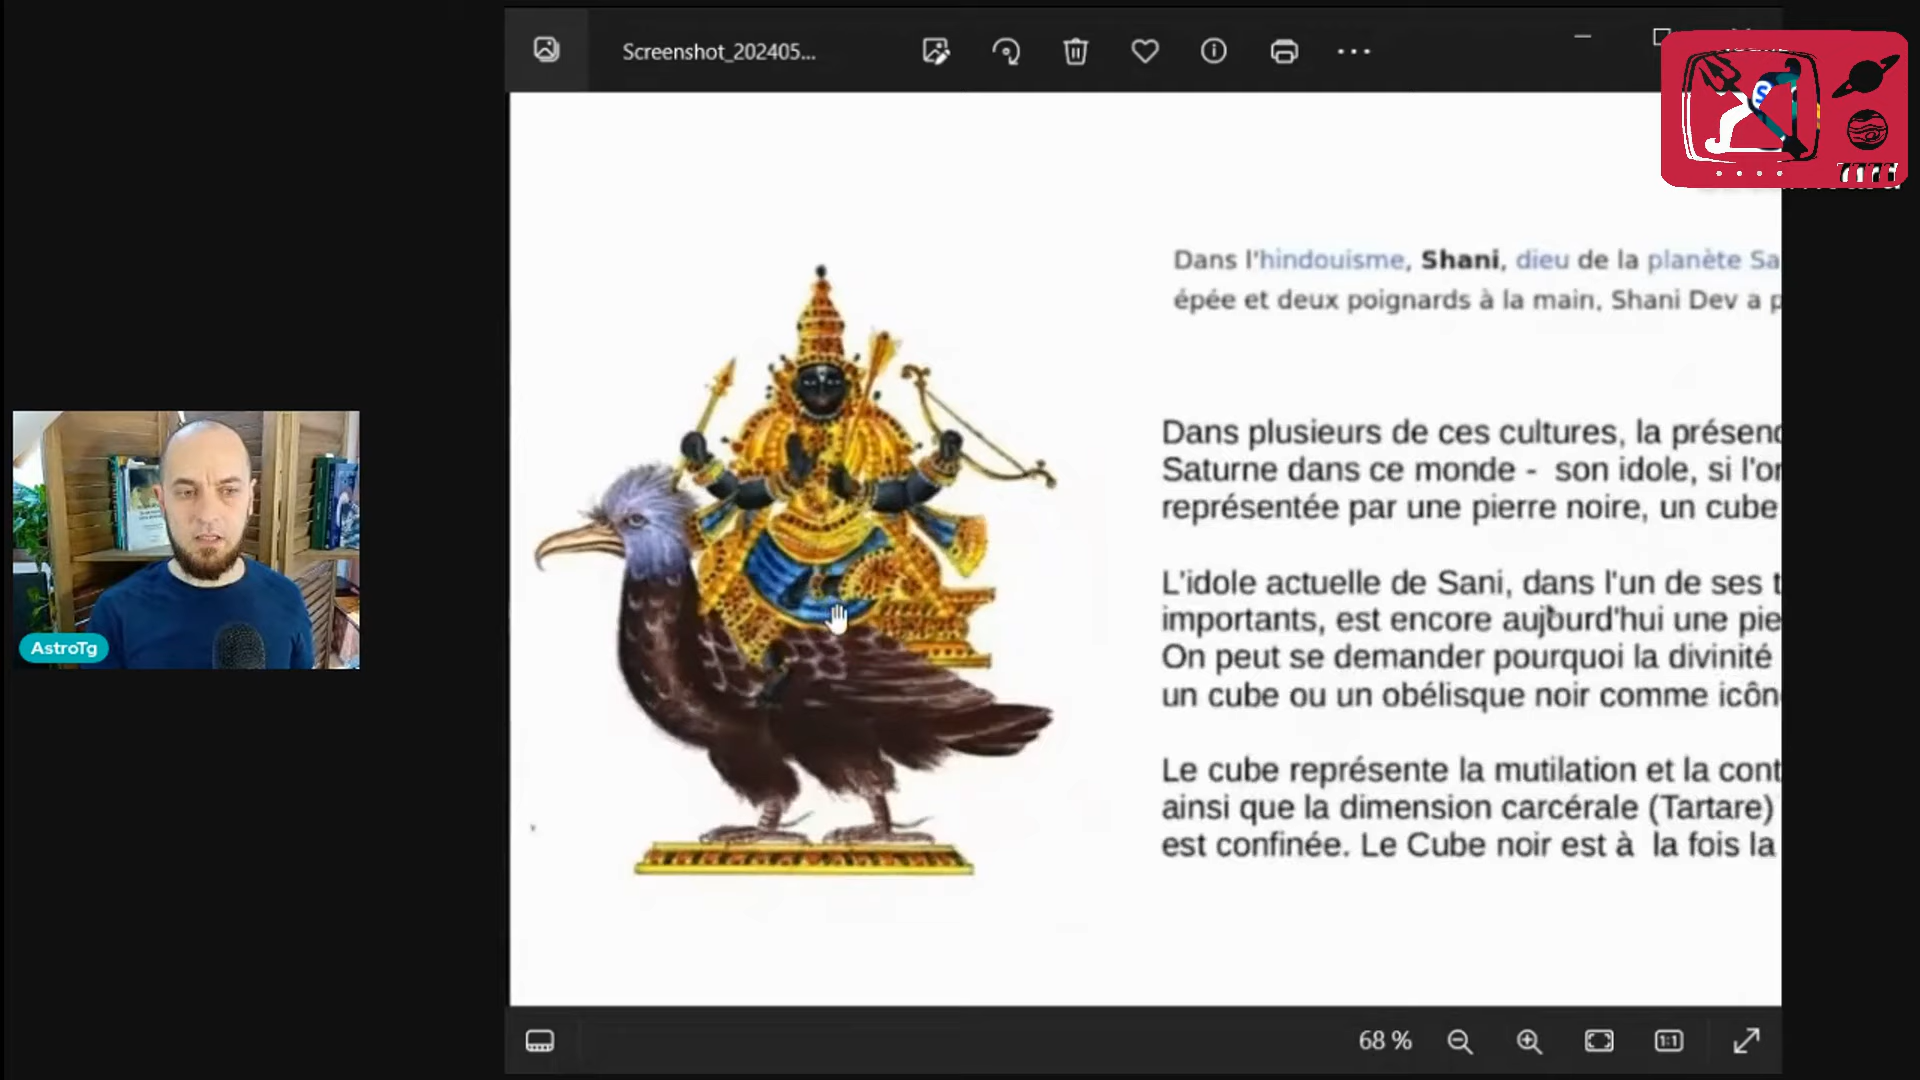 Screenshot_202405...
Dans l'hindouisme, Shani, dieu de la planète Sa
épée et deux poignards à la main, Shani Dev a p
Dans plusieurs de ces cultures, la présenc
Saturne dans ce monde - son idole, si l'or
représentée par une pierre noire, un cube
L'idole actuelle de Sani, dans l'un de ses t
importants, est encore aujourd'hui une pie
On peut se demander pourquoi la divinité
un cube ou un obélisque noir comme icôn
Le cube représente la mutilation et la cont
ainsi que la dimension carcérale (Tartare)
est confinée. Le Cube noir est à la fois la
AstroTg
68 %
1:1